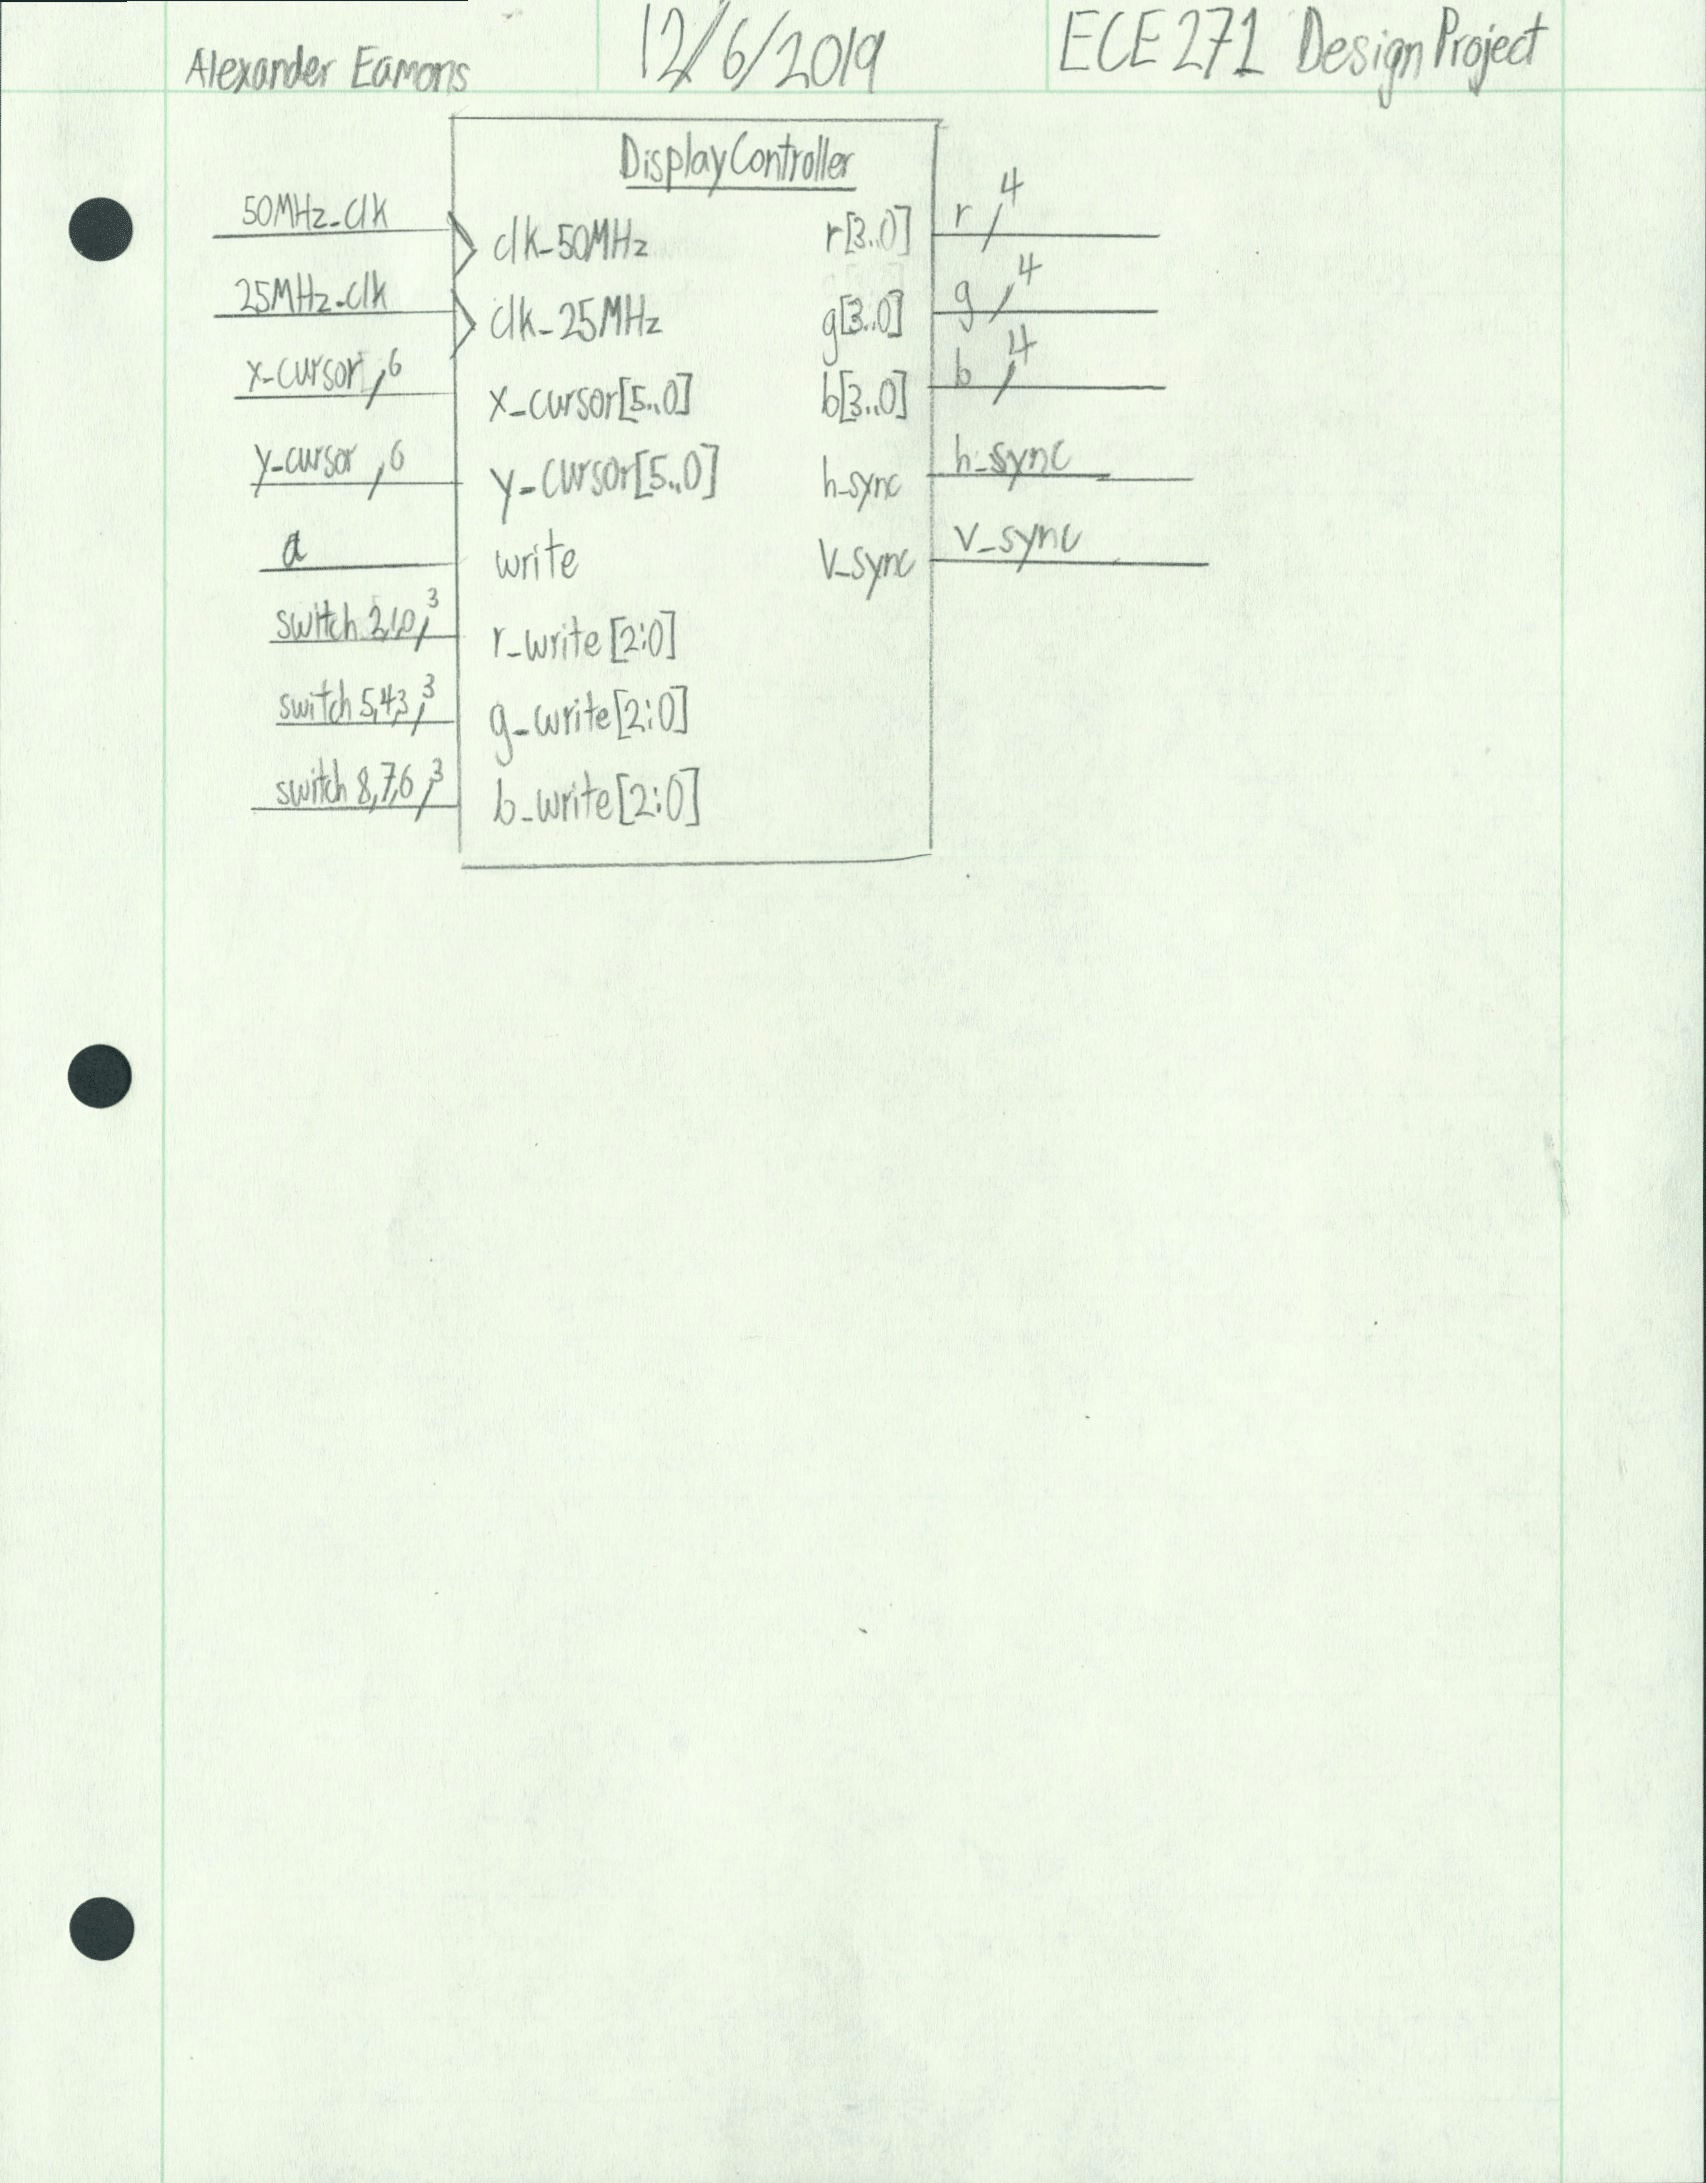 Alexander Eamons 12/6/2019 ECE 271 Design Project
DisplayController
50MHz_clk clk_50MHz r[3..0] r 4
25MHz_clk clk_25MHz g[3..0] g 4
x_cursor 6 x_cursor[5..0] b[3..0] b 4
y_cursor 6 y_cursor[5..0] h_sync h_sync
a write v_sync v_sync
switch 2,1,0 3 r_write[2:0]
switch 5,4,3 3 g_write[2:0]
switch 8,7,6 3 b_write[2:0]